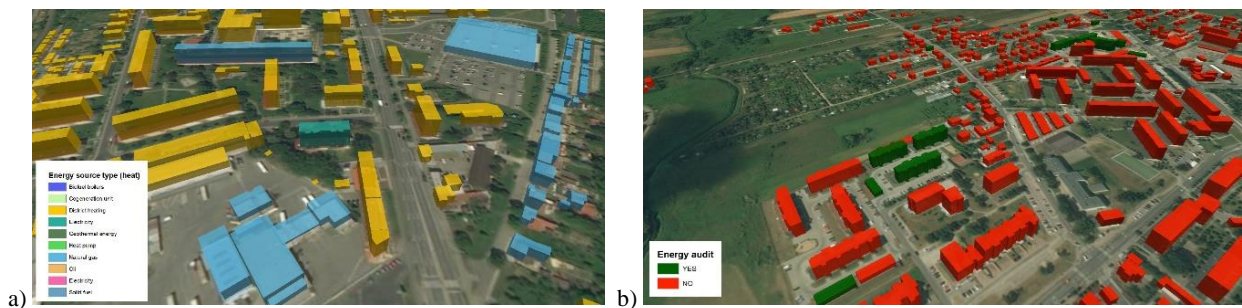 Energy source type (heat)
Biofuel boilers
Cogeneration unit
District heating
Electricity
Geothermal energy
Heat pump
Natural gas
Oil
Electricity
Solid fuel
a)
Energy audit
YES
NO
b)